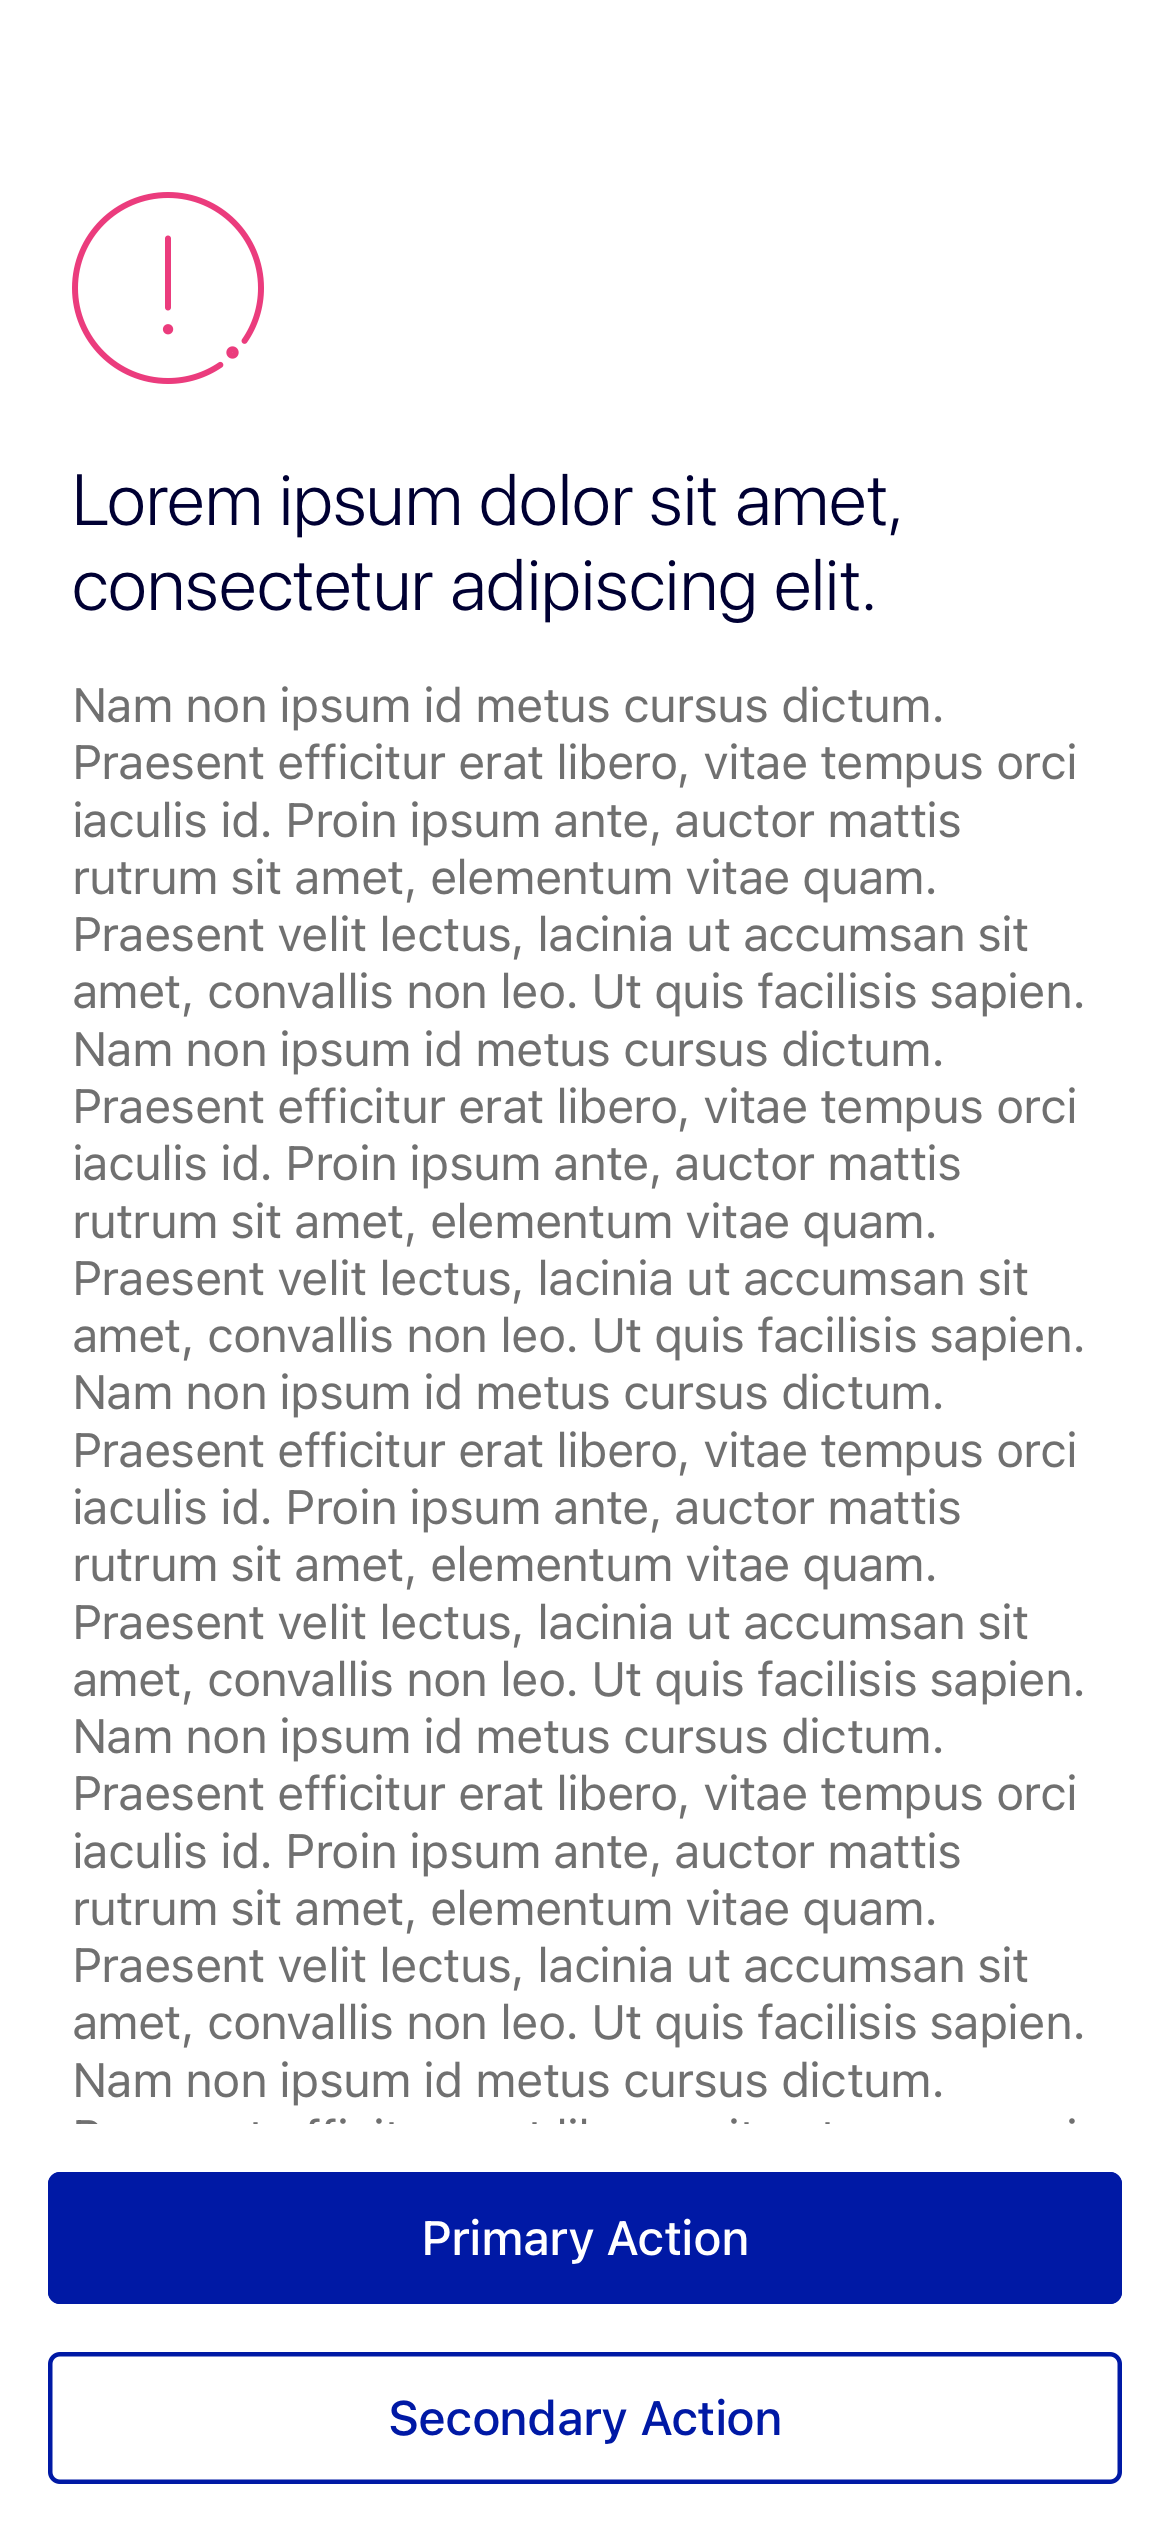 Lorem ipsum dolor sit amet,
consectetur adipiscing elit.
Nam non ipsum id metus cursus dictum.
Praesent efficitur erat libero, vitae tempus orci
iaculis id. Proin ipsum ante, auctor mattis
rutrum sit amet, elementum vitae quam.
Praesent velit lectus, lacinia ut accumsan sit
amet, convallis non leo. Ut quis facilisis sapien.
Nam non ipsum id metus cursus dictum.
Praesent efficitur erat libero, vitae tempus orci
iaculis id. Proin ipsum ante, auctor mattis
rutrum sit amet, elementum vitae quam.
Praesent velit lectus, lacinia ut accumsan sit
amet, convallis non leo. Ut quis facilisis sapien.
Nam non ipsum id metus cursus dictum.
Praesent efficitur erat libero, vitae tempus orci
iaculis id. Proin ipsum ante, auctor mattis
rutrum sit amet, elementum vitae quam.
Praesent velit lectus, lacinia ut accumsan sit
amet, convallis non leo. Ut quis facilisis sapien.
Nam non ipsum id metus cursus dictum.
Praesent efficitur erat libero, vitae tempus orci
iaculis id. Proin ipsum ante, auctor mattis
rutrum sit amet, elementum vitae quam.
Praesent velit lectus, lacinia ut accumsan sit
amet, convallis non leo. Ut quis facilisis sapien.
Nam non ipsum id metus cursus dictum.
Primary Action
Secondary Action